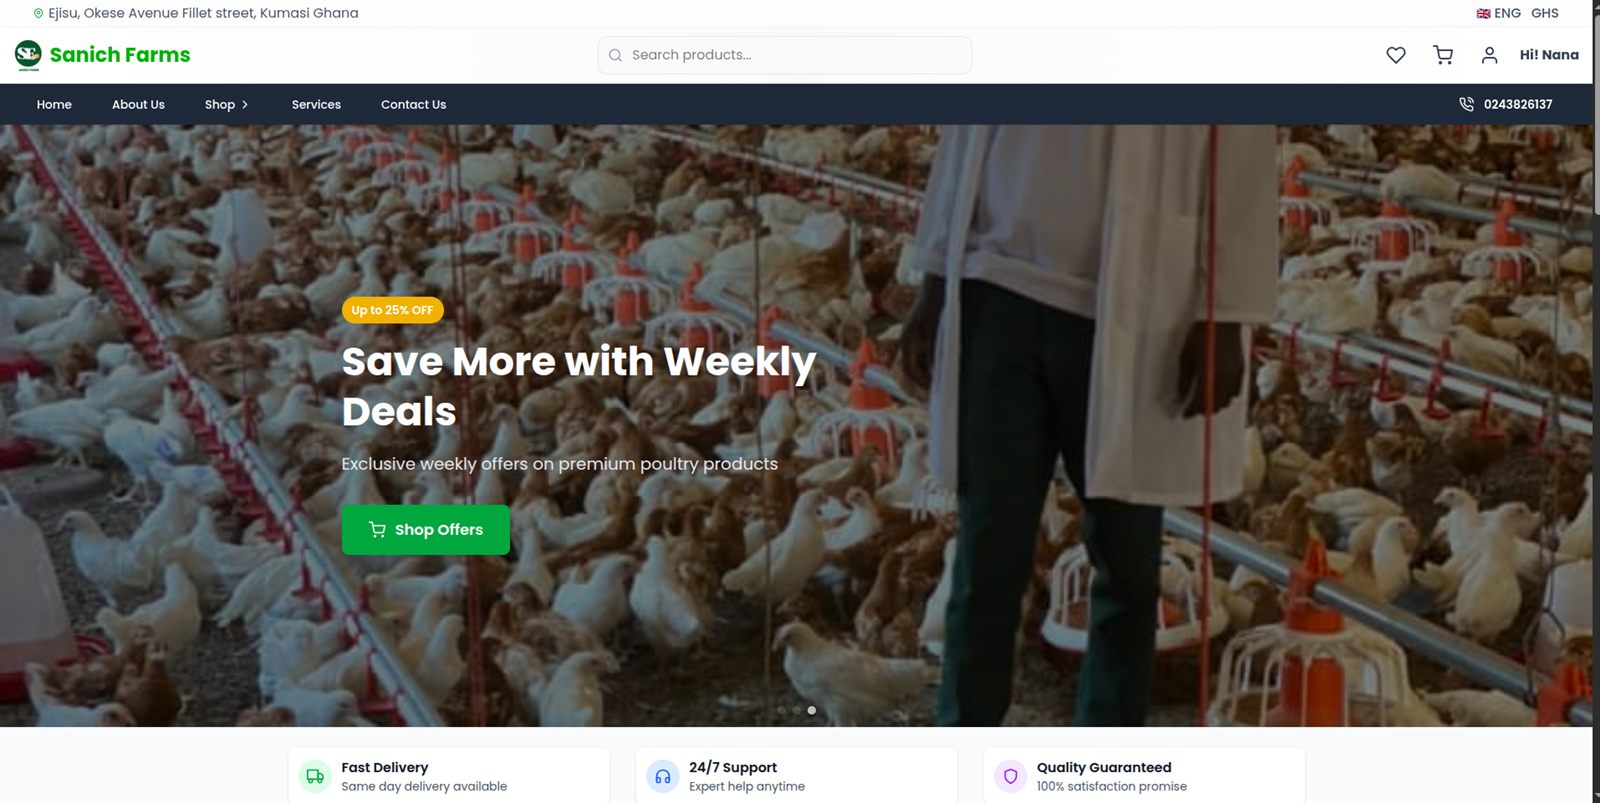 Ejisu, Okese Avenue Fillet street, Kumasi Ghana
ENG GHS
SF
Sanich Farms
Search products...
Hi! Nana
Home About Us Shop Services Contact Us
0243826137
Up to 25% OFF
Save More with Weekly
Deals
Exclusive weekly offers on premium poultry products
Shop Offers
Fast Delivery
Same day delivery available
24/7 Support
Expert help anytime
Quality Guaranteed
100% satisfaction promise